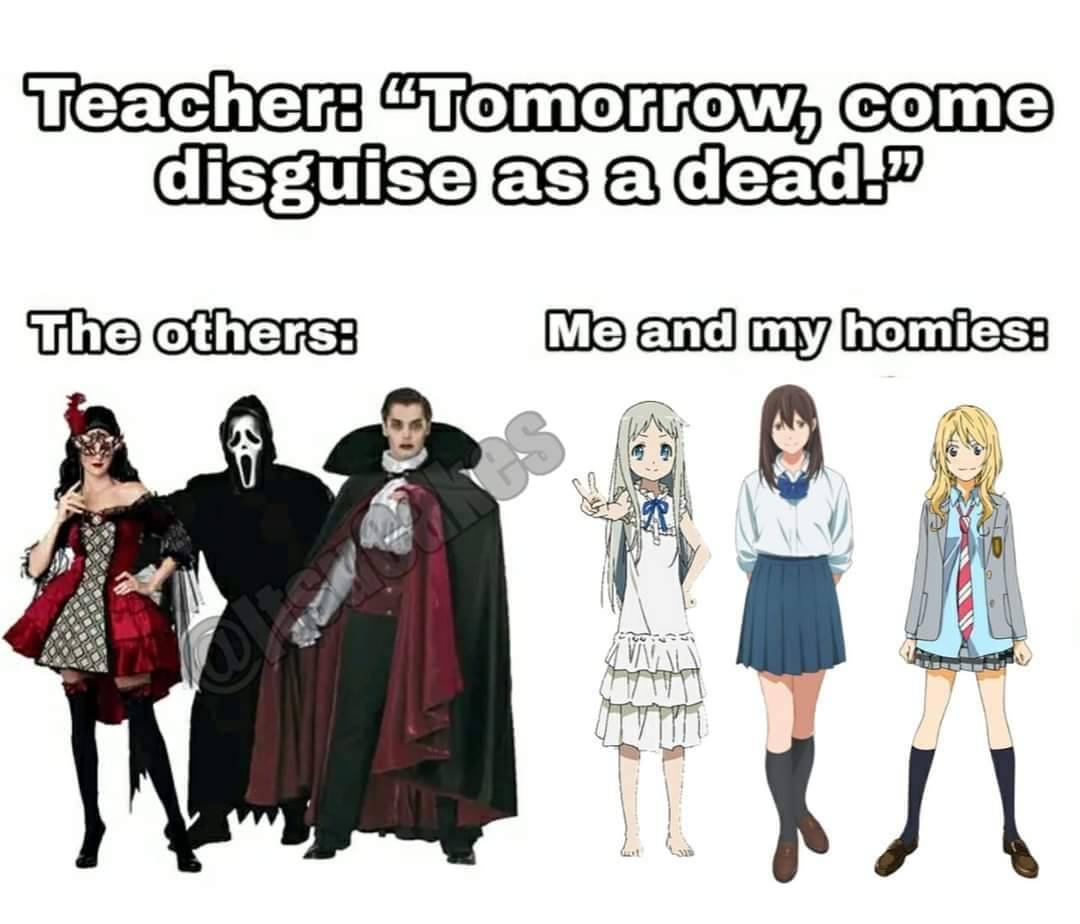 Teacher: “Tomorrow, come
disguise as a dead.”
The others:
Me and my homies: